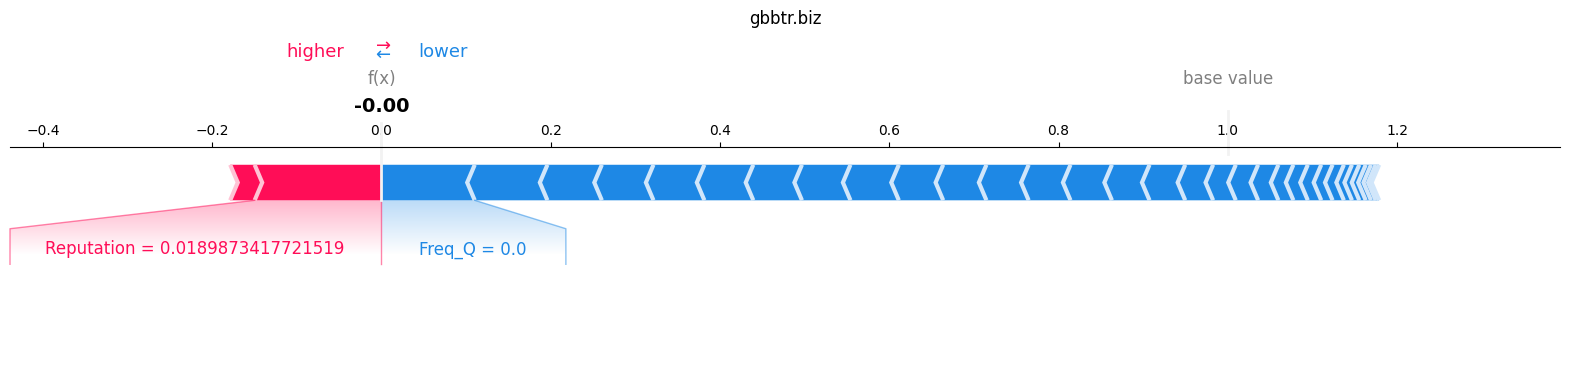 gbbtr.biz
higher ⇄ lower
f(x) base value
-0.00
−0.4 −0.2 0.0 0.2 0.4 0.6 0.8 1.0 1.2
Reputation = 0.0189873417721519 Freq_Q = 0.0